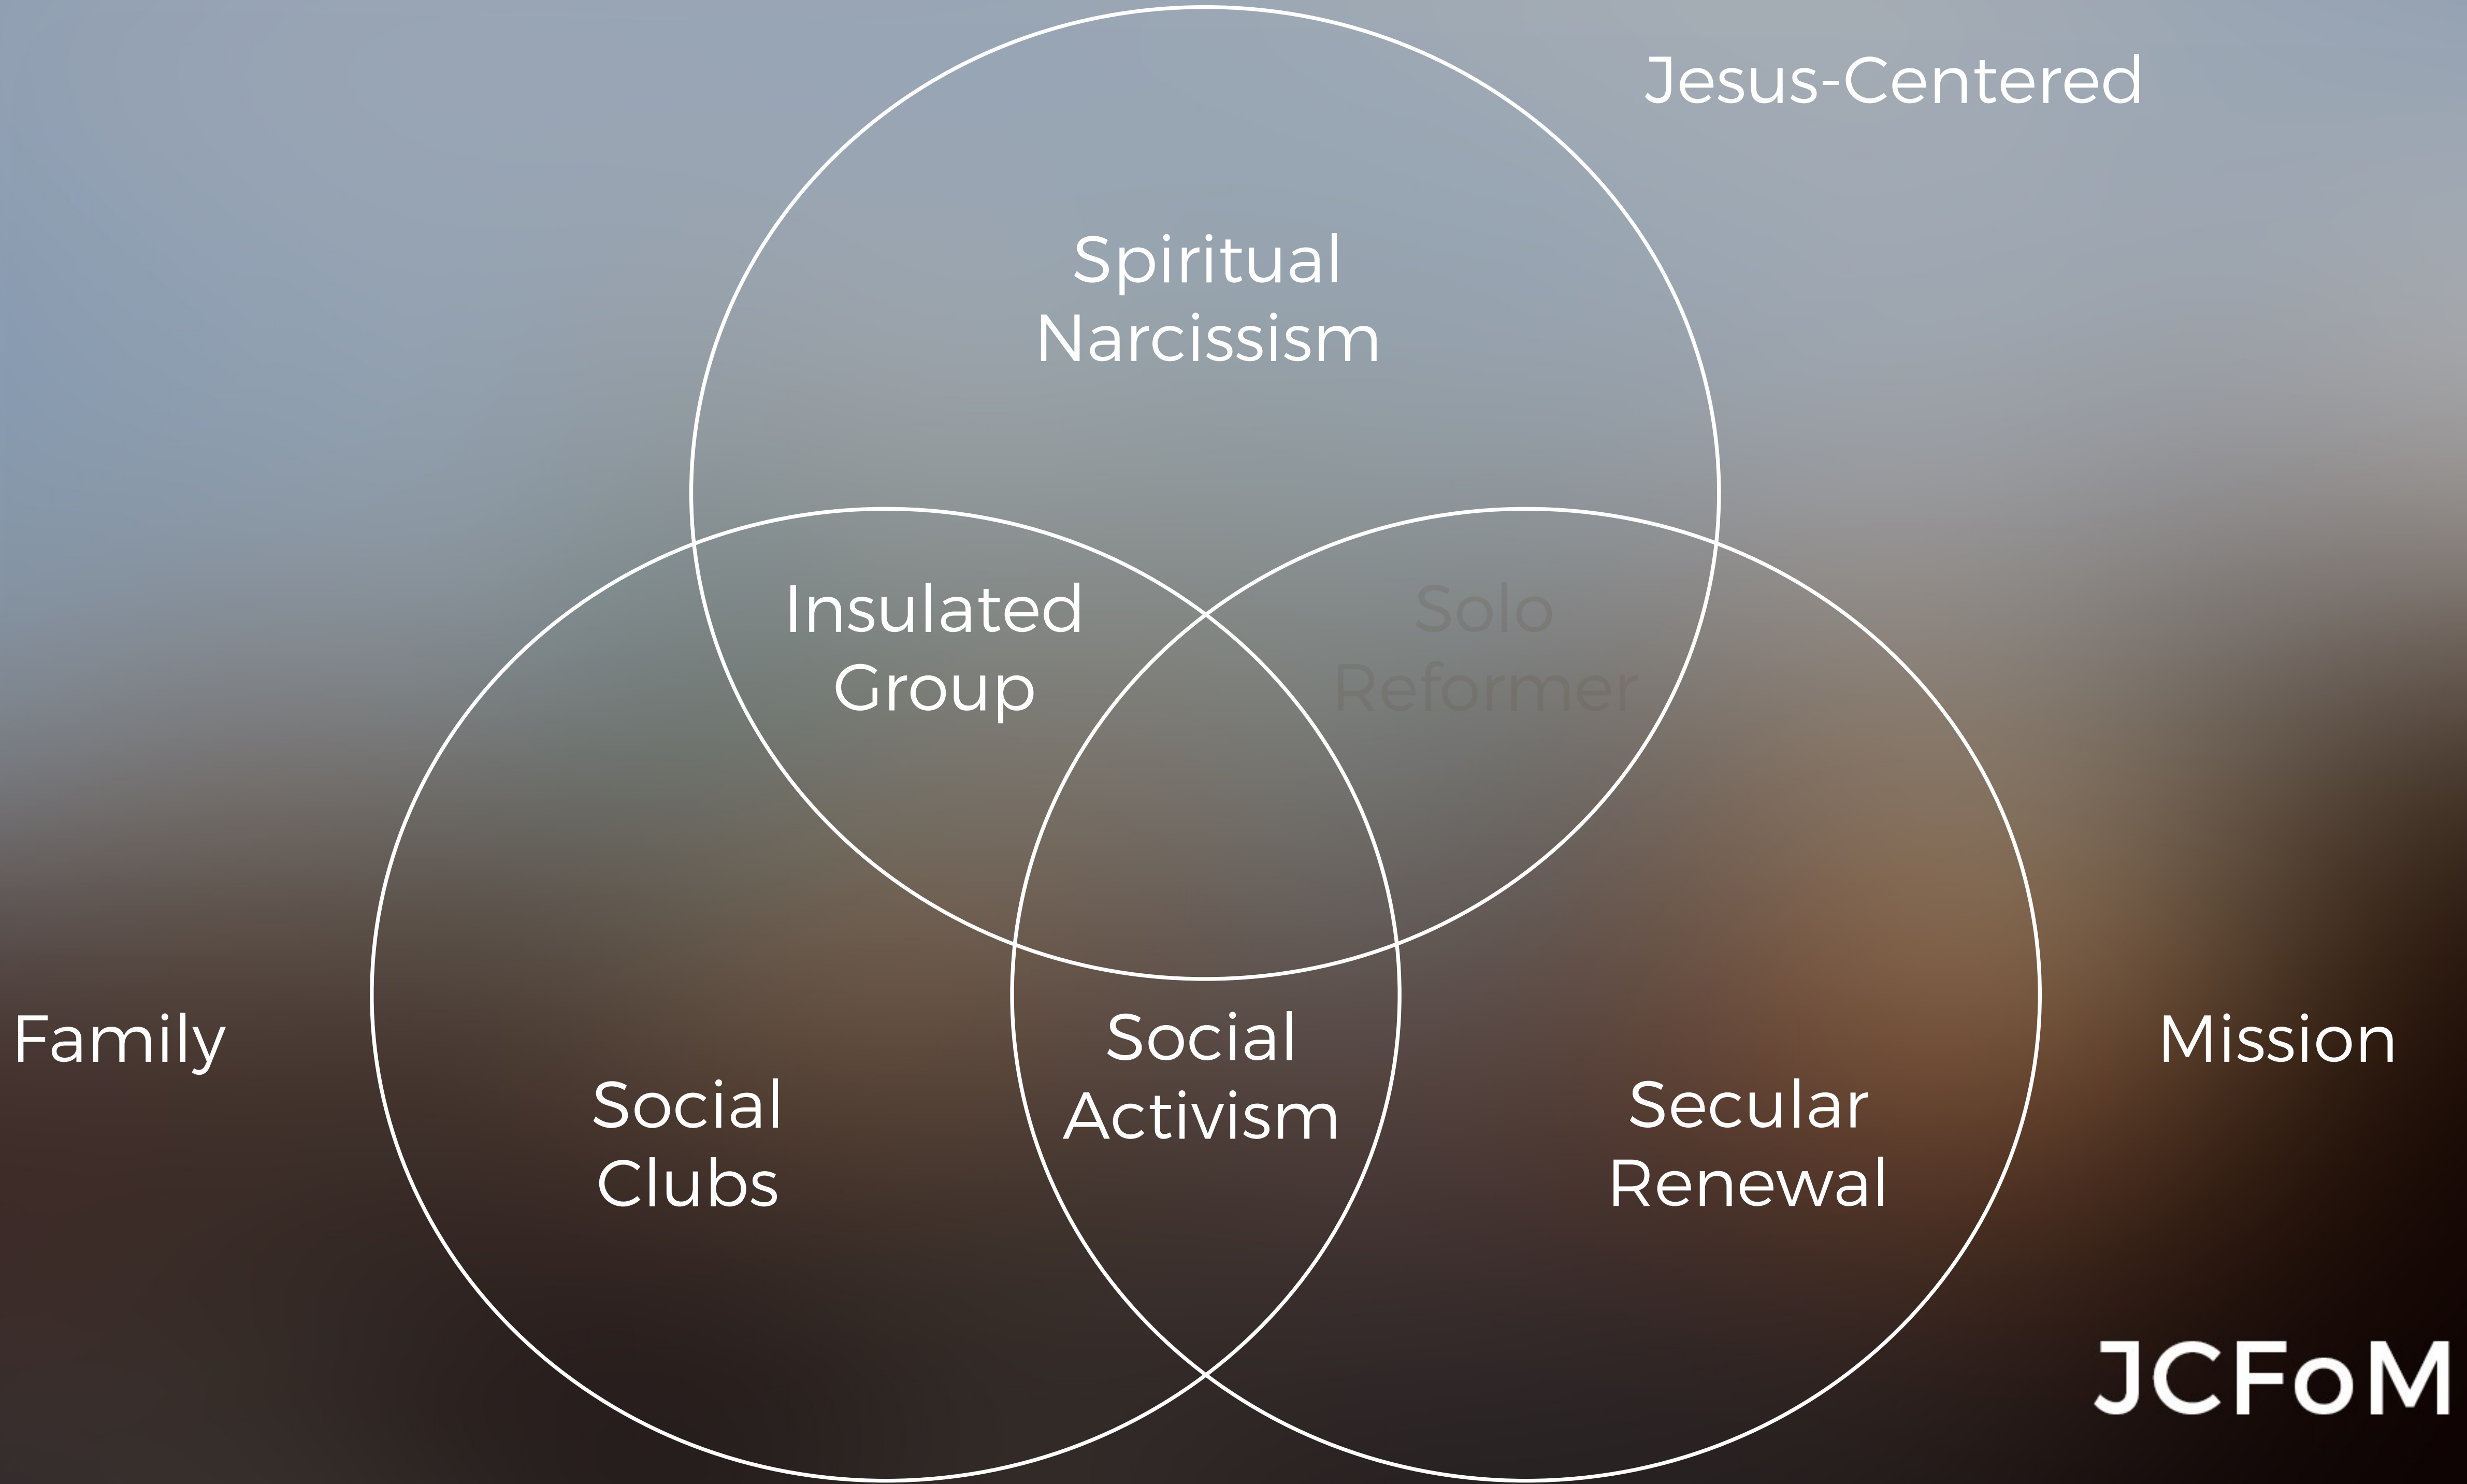 Jesus-Centered
Spiritual
Narcissism
Insulated
Group
Solo
Reformer
Family
Social
Clubs
Social
Activism
Secular
Renewal
Mission
JCFoM